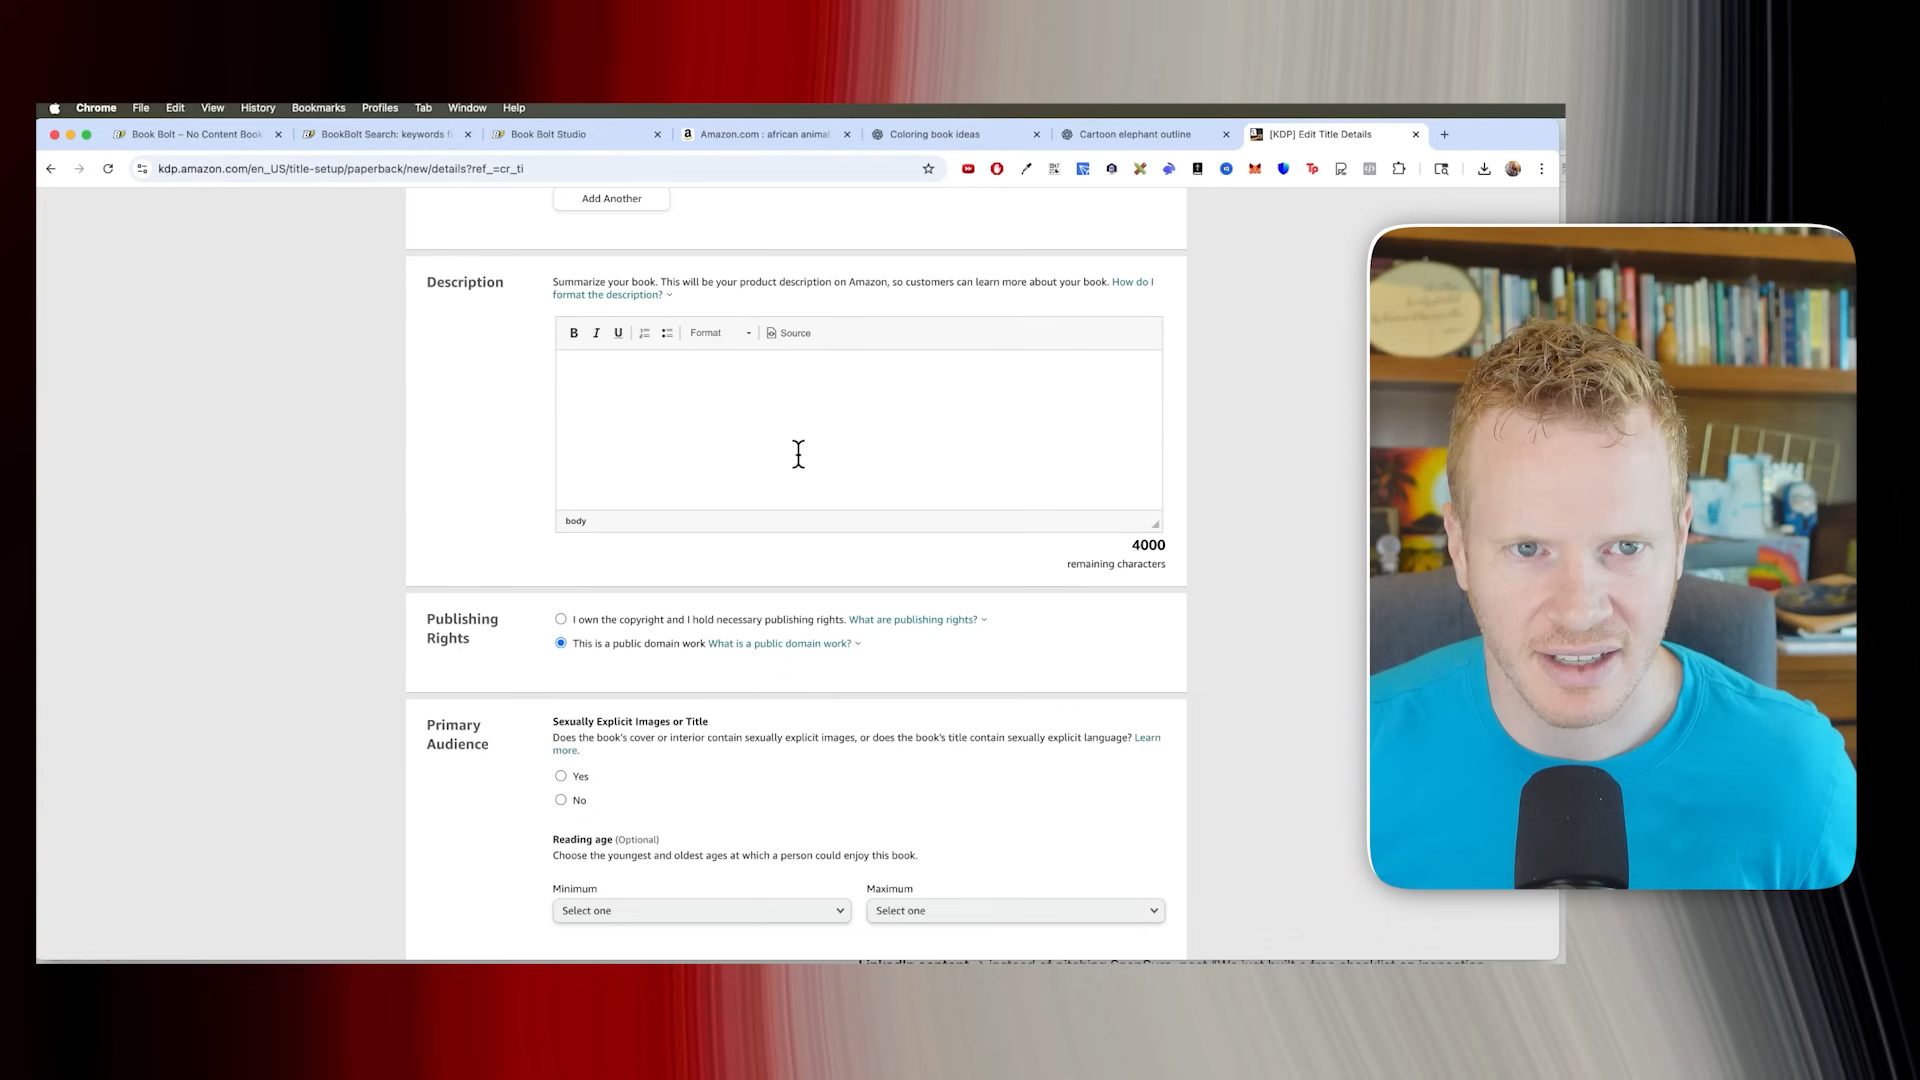 Chrome File Edit View History Bookmarks Profiles Tab Window Help
Book Bolt – No Content Book
BookBolt Search: keywords f
Book Bolt Studio
Amazon.com : african animal
Coloring book ideas
Cartoon elephant outline
[KDP] Edit Title Details
kdp.amazon.com/en_US/title-setup/paperback/new/details?ref_=cr_ti
Add Another
Description
Summarize your book. This will be your product description on Amazon, so customers can learn more about your book. How do I
format the description?
B I U Format Source
body
4000
remaining characters
Publishing
Rights
I own the copyright and I hold necessary publishing rights. What are publishing rights?
This is a public domain work What is a public domain work?
Primary
Audience
Sexually Explicit Images or Title
Does the book's cover or interior contain sexually explicit images, or does the book's title contain sexually explicit language? Learn
more.
Yes
No
Reading age (Optional)
Choose the youngest and oldest ages at which a person could enjoy this book.
Minimum
Maximum
Select one
Select one